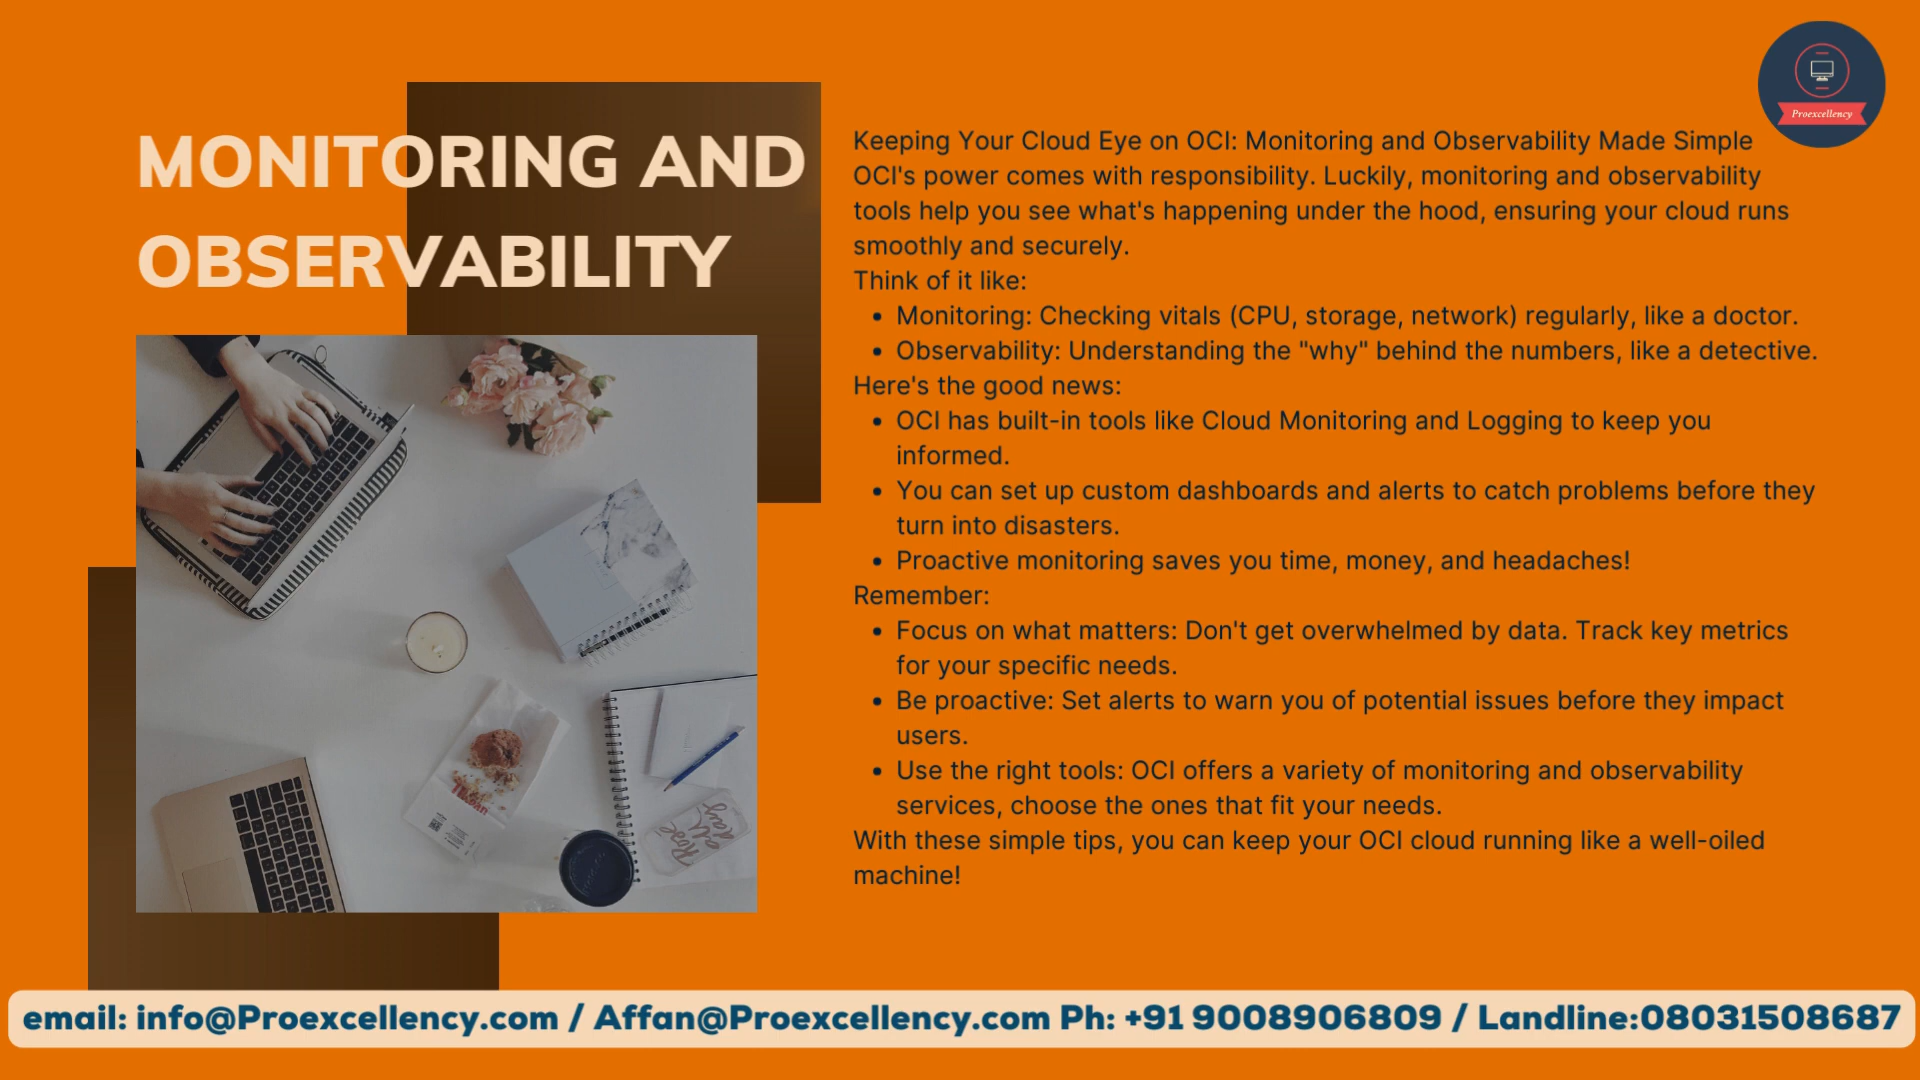 Proexcellency
MONITORING AND
OBSERVABILITY
Keeping Your Cloud Eye on OCI: Monitoring and Observability Made Simple
OCI's power comes with responsibility. Luckily, monitoring and observability
tools help you see what's happening under the hood, ensuring your cloud runs
smoothly and securely.
Think of it like:
• Monitoring: Checking vitals (CPU, storage, network) regularly, like a doctor.
• Observability: Understanding the "why" behind the numbers, like a detective.
Here's the good news:
• OCI has built-in tools like Cloud Monitoring and Logging to keep you
informed.
• You can set up custom dashboards and alerts to catch problems before they
turn into disasters.
• Proactive monitoring saves you time, money, and headaches!
Remember:
• Focus on what matters: Don't get overwhelmed by data. Track key metrics
for your specific needs.
• Be proactive: Set alerts to warn you of potential issues before they impact
users.
• Use the right tools: OCI offers a variety of monitoring and observability
services, choose the ones that fit your needs.
With these simple tips, you can keep your OCI cloud running like a well-oiled
machine!
Rosé
all
day
email: info@Proexcellency.com / Affan@Proexcellency.com Ph: +91 9008906809 / Landline:08031508687